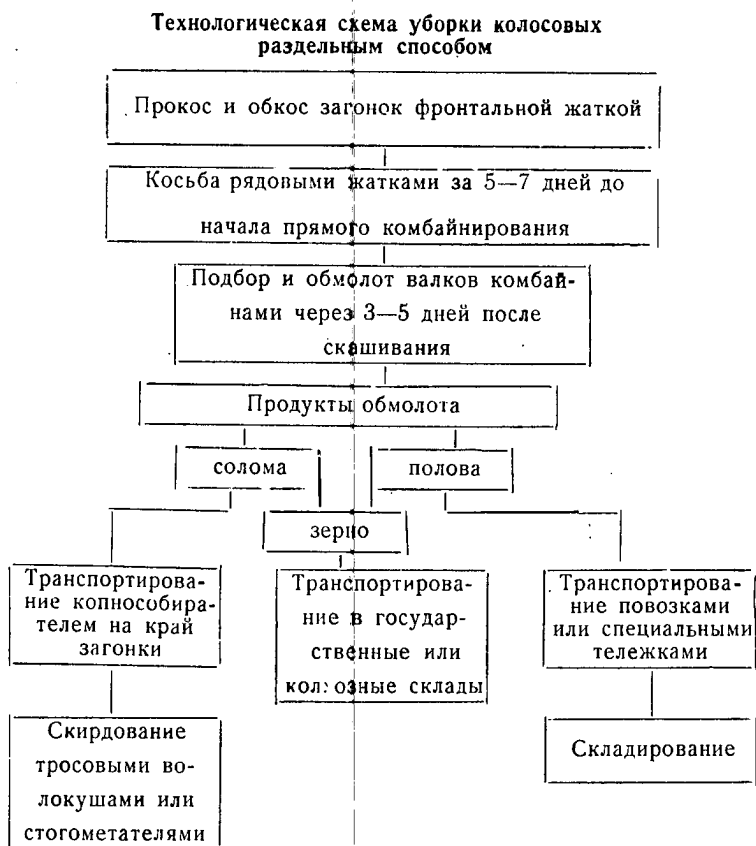 Технологическая схема уборки колосовых
раздельным способом
Прокос и обкос загонок фронтальной жаткой
Косьба рядовыми жатками за 5—7 дней до
начала прямого комбайнирования
Подбор и обмолот валков комбай-
нами через 3—5 дней после
скашивания
Продукты обмолота
солома
полова
зерно
Транспортирова-
ние копнособира-
телем на край
загонки
Транспортирова-
ние в государ-
ственные или
колхозные склады
Транспортирова-
ние повозками
или специальными
тележками
Скирдование
тросовыми во-
локушами или
стогометателями
Складирование